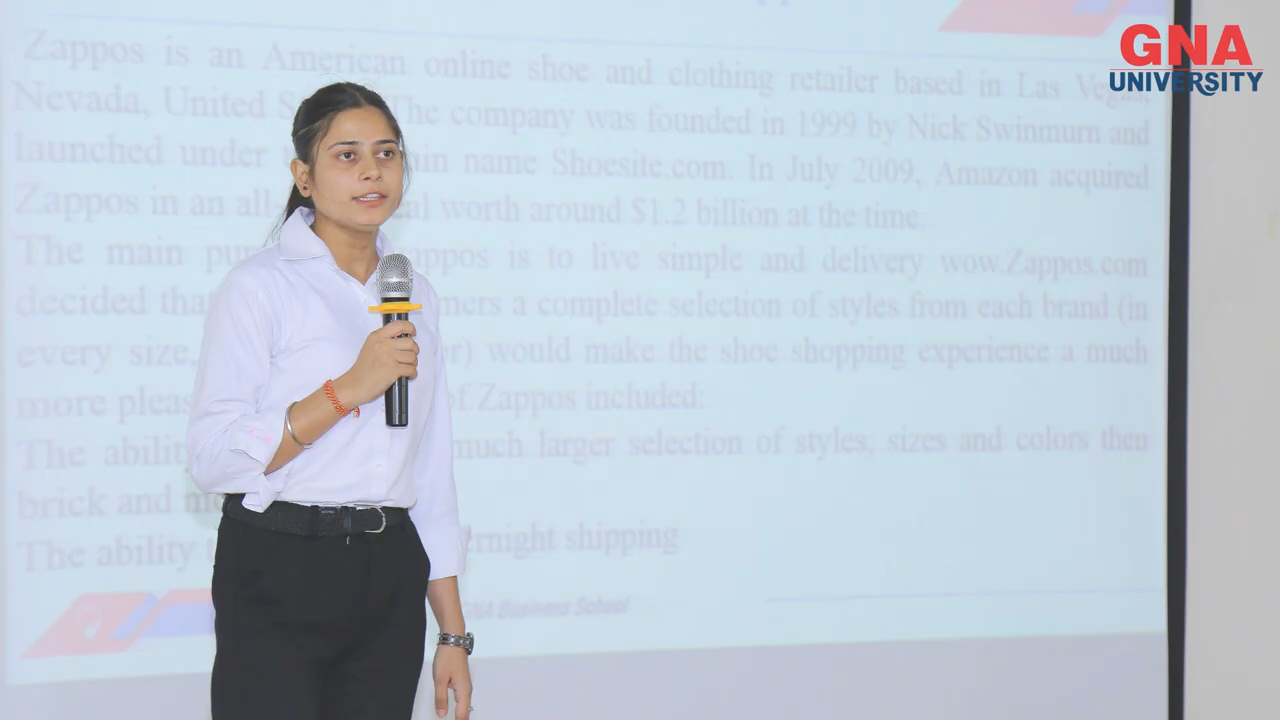 GNA
UNIVERSITY
Zappos is an American online shoe and clothing retailer based in Las Vegas,
Nevada, United The company was founded in 1999 by Nick Swinmurn and
launched under name Shoesite.com. In July 2009, Amazon acquired
Zappos in an all- worth around $1.2 billion at the time.
The main is to live simple and delivery wow.Zappos.com
decided a complete selection of styles from each brand (in
every size, would make the shoe shopping experience a much
more of Zappos included:
The much larger selection of styles, sizes and colors then
brick and
The ability shipping
GNA Business School